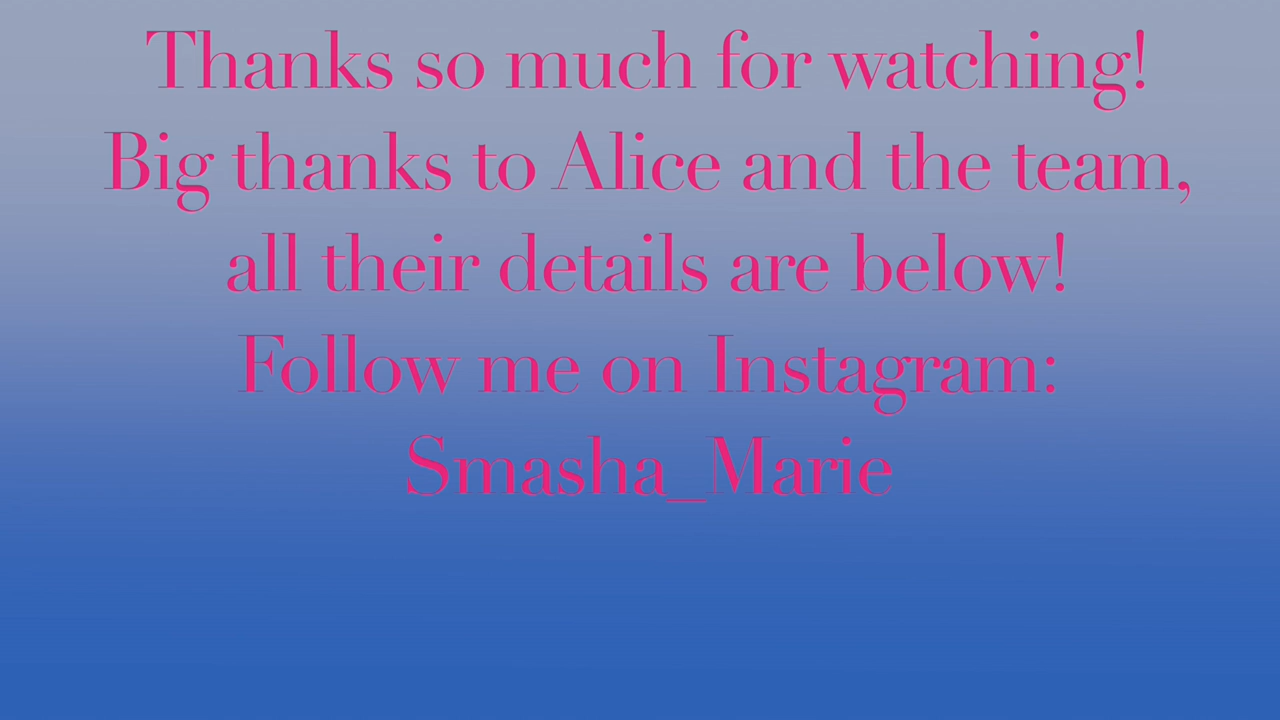 Thanks so much for watching!
Big thanks to Alice and the team,
all their details are below!
Follow me on Instagram:
Smasha_Marie